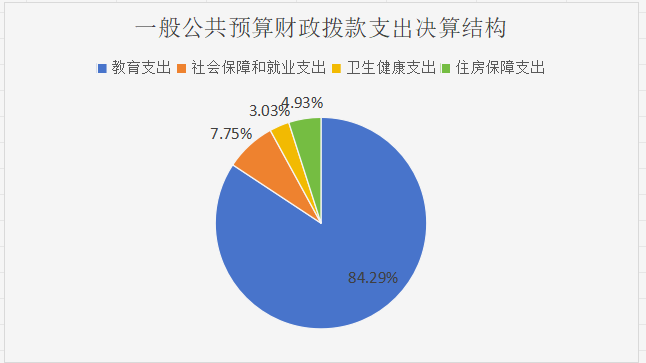 一般公共预算财政拨款支出决算结构
教育支出 社会保障和就业支出 卫生健康支出 住房保障支出
4.93%
3.03%
7.75%
84.29%